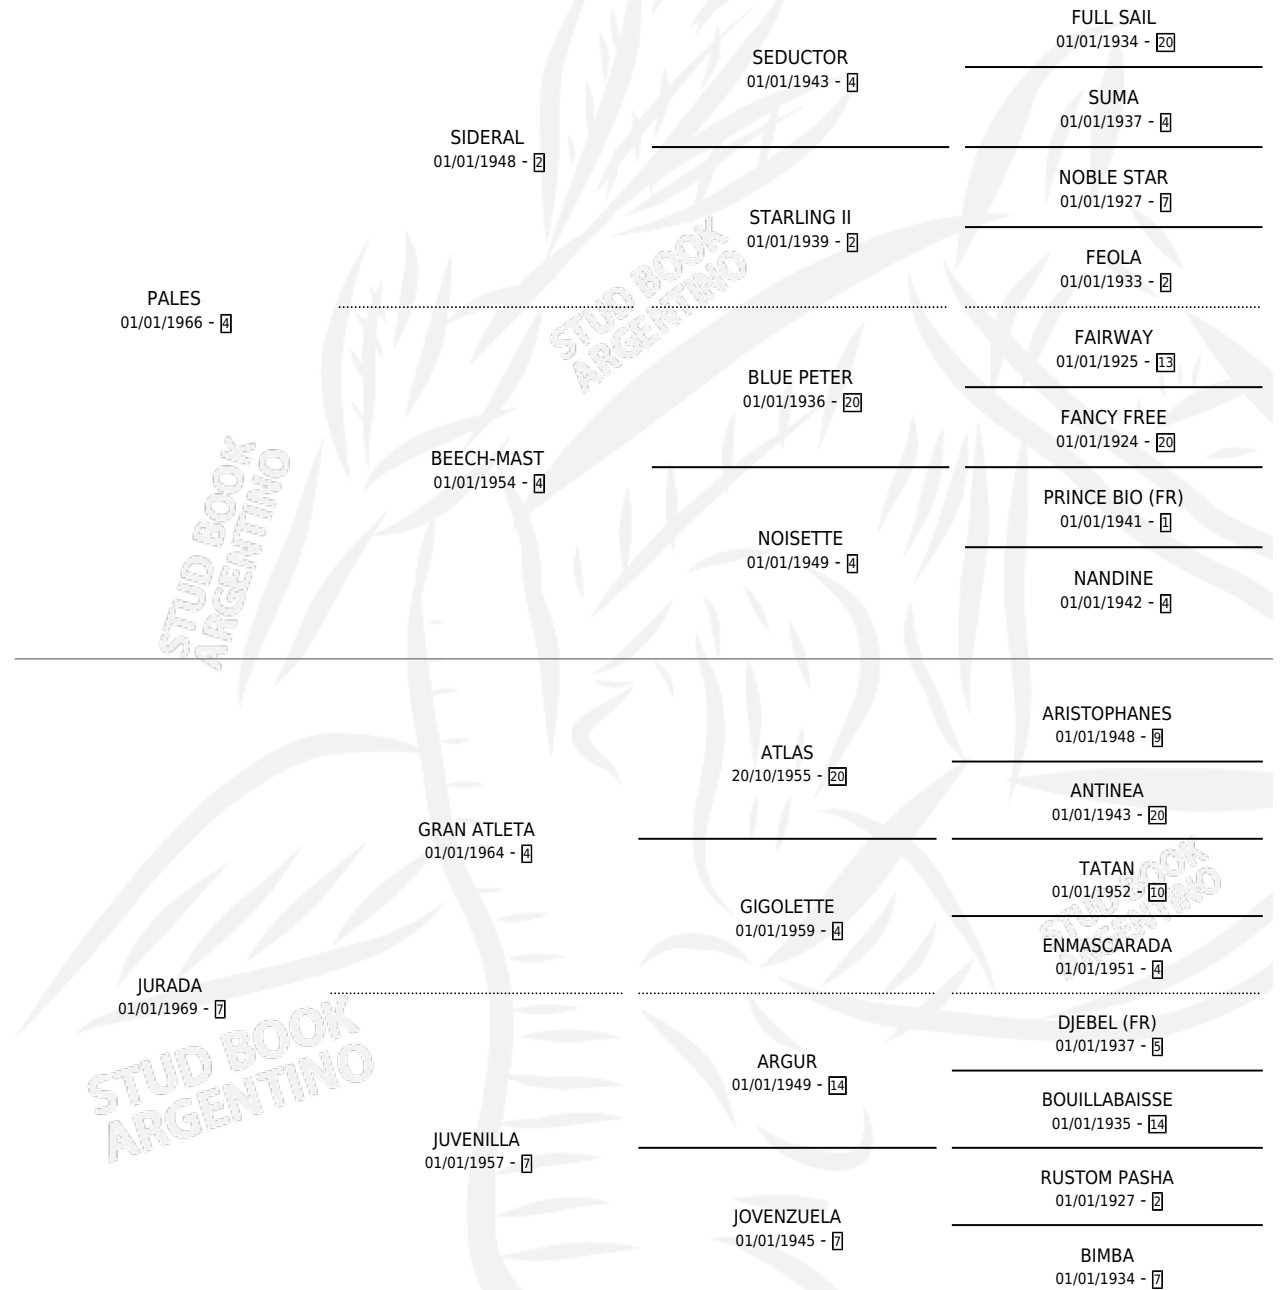 FULL SAIL
01/01/1934 - 20
SEDUCTOR
01/01/1943 - 4
SUMA
01/01/1937 - 4
SIDERAL
01/01/1948 - 2
NOBLE STAR
01/01/1927 - 7
STARLING II
01/01/1939 - 2
FEOLA
01/01/1933 - 2
PALES
01/01/1966 - 4
STUD BOOK
ARGENTINO
FAIRWAY
01/01/1925 - 13
BLUE PETER
01/01/1936 - 20
FANCY FREE
01/01/1924 - 20
BEECH-MAST
01/01/1954 - 4
PRINCE BIO (FR)
01/01/1941 - 1
NOISETTE
01/01/1949 - 4
NANDINE
01/01/1942 - 4
STUD BOOK
ARGENTINO
ARISTOPHANES
01/01/1948 - 9
ATLAS
20/10/1955 - 20
ANTINEA
01/01/1943 - 20
GRAN ATLETA
01/01/1964 - 4
TATAN
01/01/1952 - 10
GIGOLETTE
01/01/1959 - 4
ENMASCARADA
01/01/1951 - 4
STUD BOOK
ARGENTINO
JURADA
01/01/1969 - 7
DJEBEL (FR)
01/01/1937 - 5
ARGUR
01/01/1949 - 14
BOUILLABAISSE
01/01/1935 - 14
STUD BOOK
ARGENTINO
JUVENILLA
01/01/1957 - 7
RUSTOM PASHA
01/01/1927 - 2
JOVENZUELA
01/01/1945 - 7
BIMBA
01/01/1934 - 7